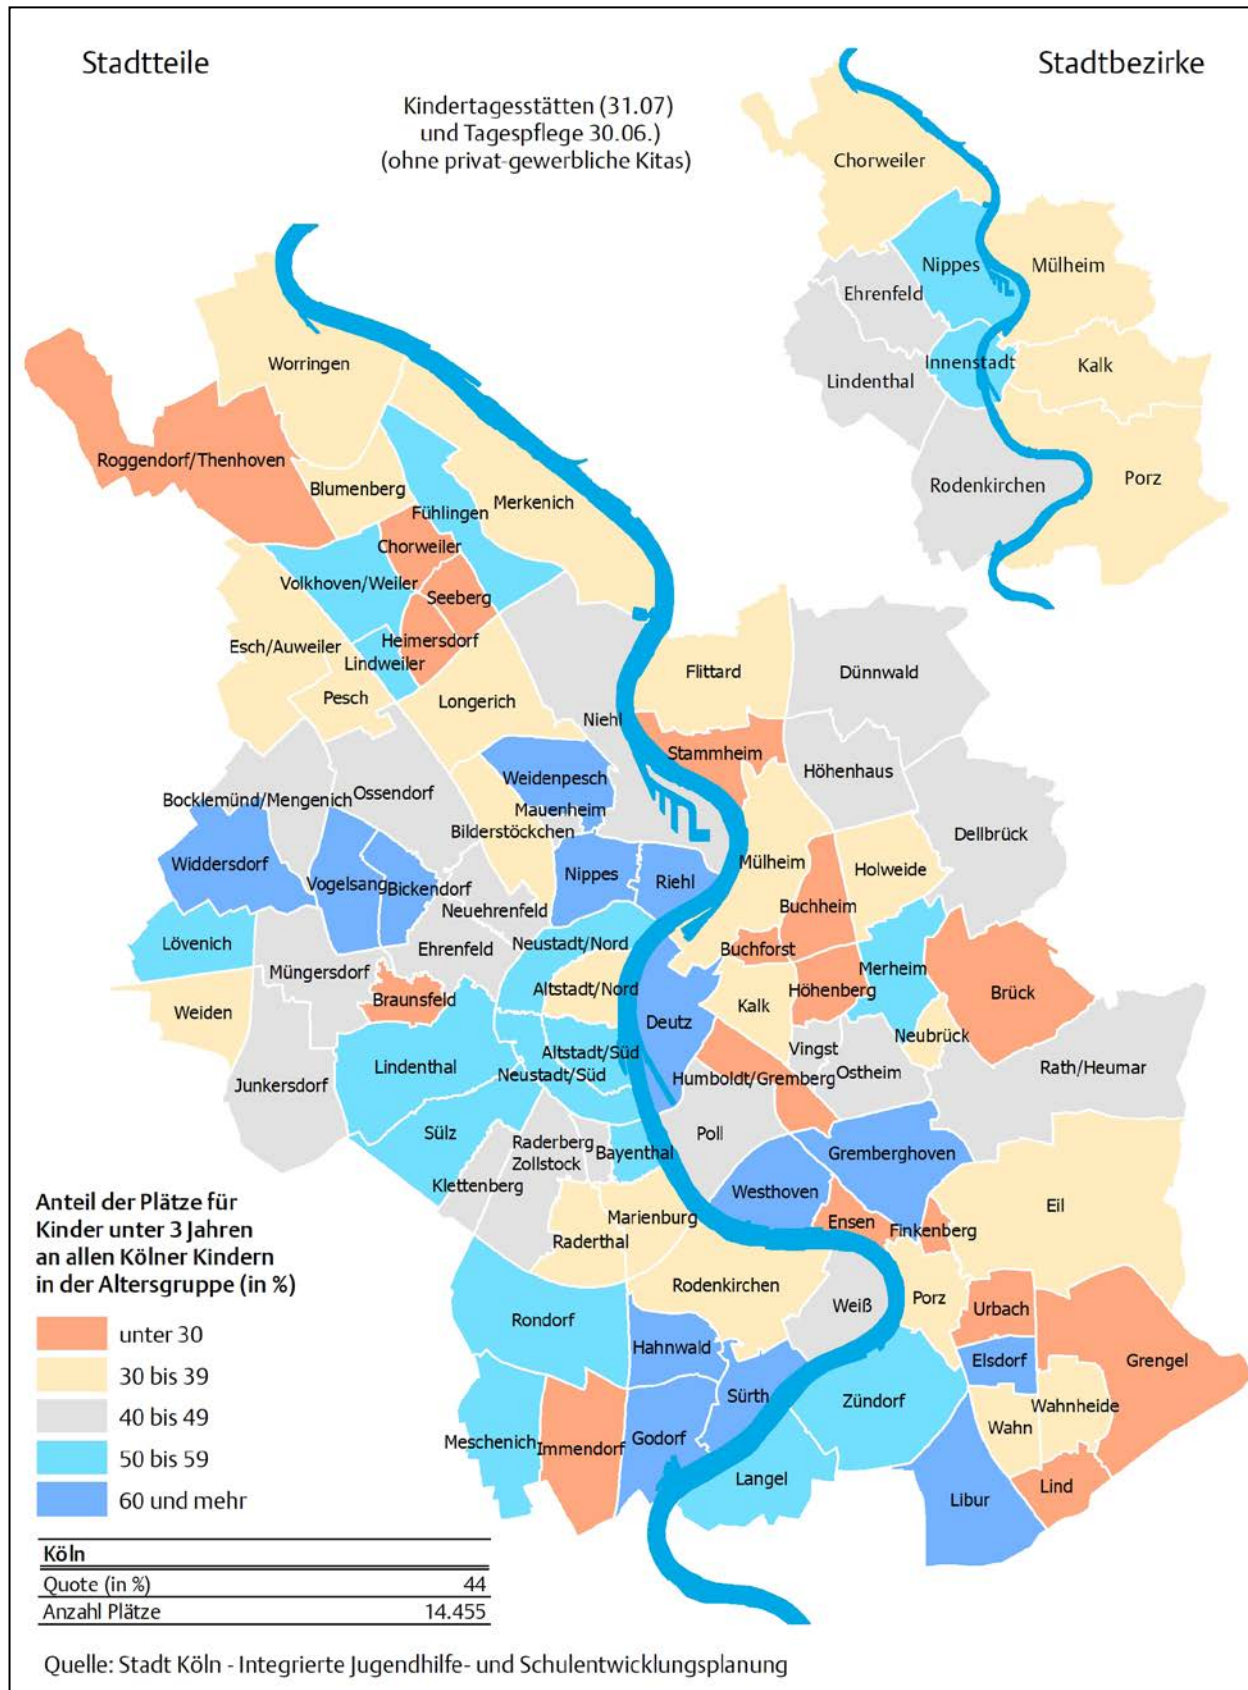 Stadtteile
Stadtbezirke
Kindertagesstätten (31.07)
und Tagespflege 30.06.)
(ohne privat-gewerbliche Kitas)
Chorweiler
Nippes
Mülheim
Ehrenfeld
Innenstadt
Kalk
Lindenthal
Rodenkirchen
Porz
Worringen
Roggendorf/Thenhoven
Blumenberg
Merkenich
Fühlingen
Chorweiler
Volkhoven/Weiler
Seeberg
Heimersdorf
Esch/Auweiler
Lindweiler
Pesch
Longerich
Flittard
Dünnwald
Niehl
Stammheim
Höhenhaus
Weidenpesch
Ossendorf
Bocklemünd/Mengenich
Mauenheim
Bilderstöckchen
Dellbrück
Widdersdorf
Mülheim
Holweide
Nippes
Riehl
Vogelsang
Bickendorf
Buchheim
Neuehrenfeld
Lövenich
Neustadt/Nord
Ehrenfeld
Buchforst
Müngersdorf
Merheim
Altstadt/Nord
Höhenberg
Brück
Braunsfeld
Kalk
Weiden
Deutz
Neubrück
Vingst
Altstadt/Süd
Lindenthal
Ostheim
Rath/Heumar
Neustadt/Süd
Humboldt/Gremberg
Junkersdorf
Sülz
Poll
Raderberg
Zollstock
Bayenthal
Gremberghoven
Klettenberg
Westhoven
Eil
Marienburg
Ensen
Finkenberg
Raderthal
Rodenkirchen
Porz
Weiß
Urbach
Rondorf
Hahnwald
Elsdorf
Grengel
Sürth
Zündorf
Wahnheide
Wahn
Meschenich
Immendorf
Godorf
Langel
Lind
Libur
Anteil der Plätze für
Kinder unter 3 Jahren
an allen Kölner Kindern
in der Altersgruppe (in %)
unter 30
30 bis 39
40 bis 49
50 bis 59
60 und mehr
Köln
Quote (in %) 44
Anzahl Plätze 14.455
Quelle: Stadt Köln - Integrierte Jugendhilfe- und Schulentwicklungsplanung